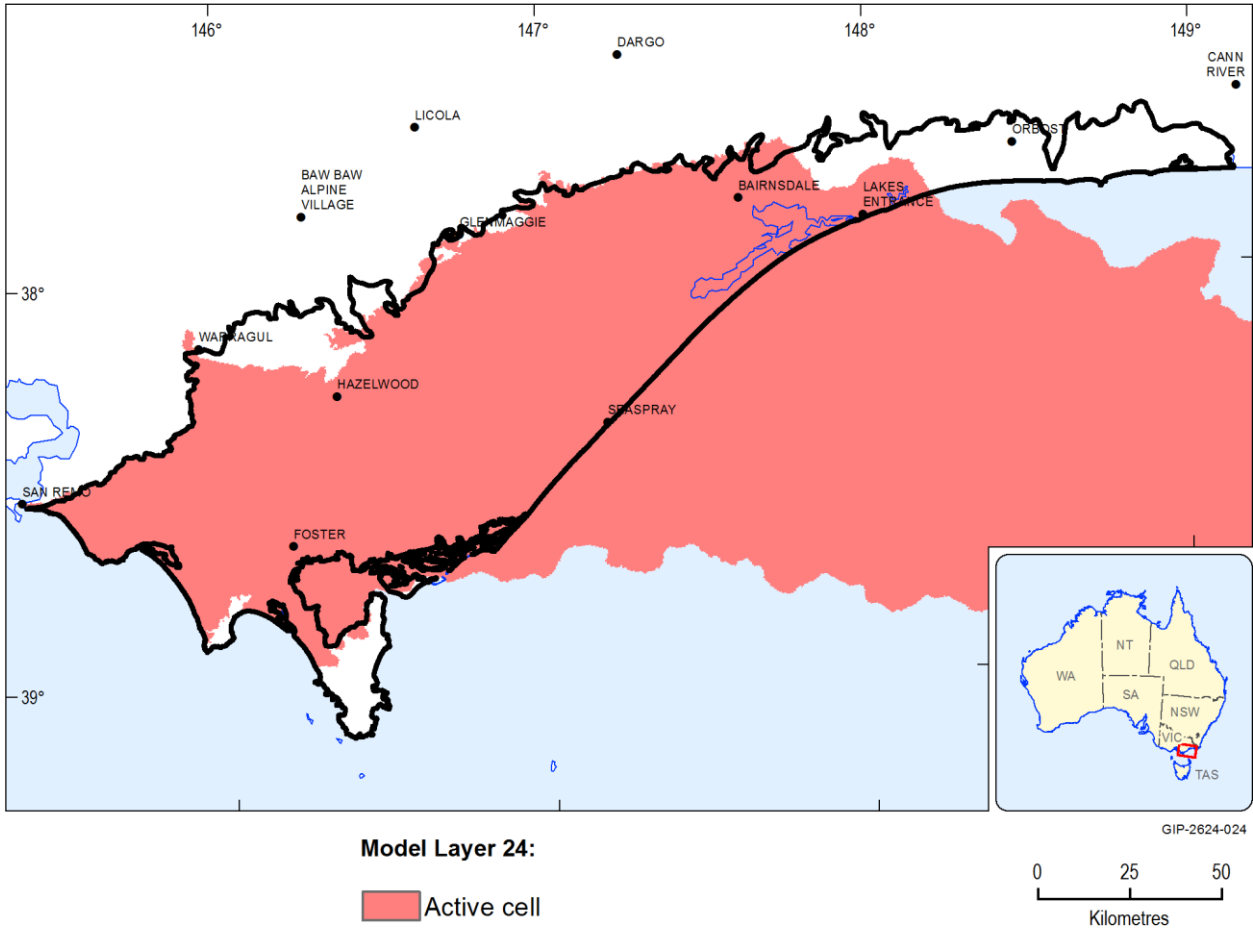 146°
147°
148°
149°
DARGO
CANN
RIVER
LICOLA
ORBOST
BAW BAW
ALPINE
VILLAGE
BAIRNSDALE
LAKES
ENTRANCE
GLENMAGGIE
38°
WARRAGUL
HAZELWOOD
SEASPRAY
SAN REMO
FOSTER
39°
NT
QLD
WA
SA
NSW
VIC
TAS
GIP-2624-024
Model Layer 24:
Active cell
0 25 50
Kilometres